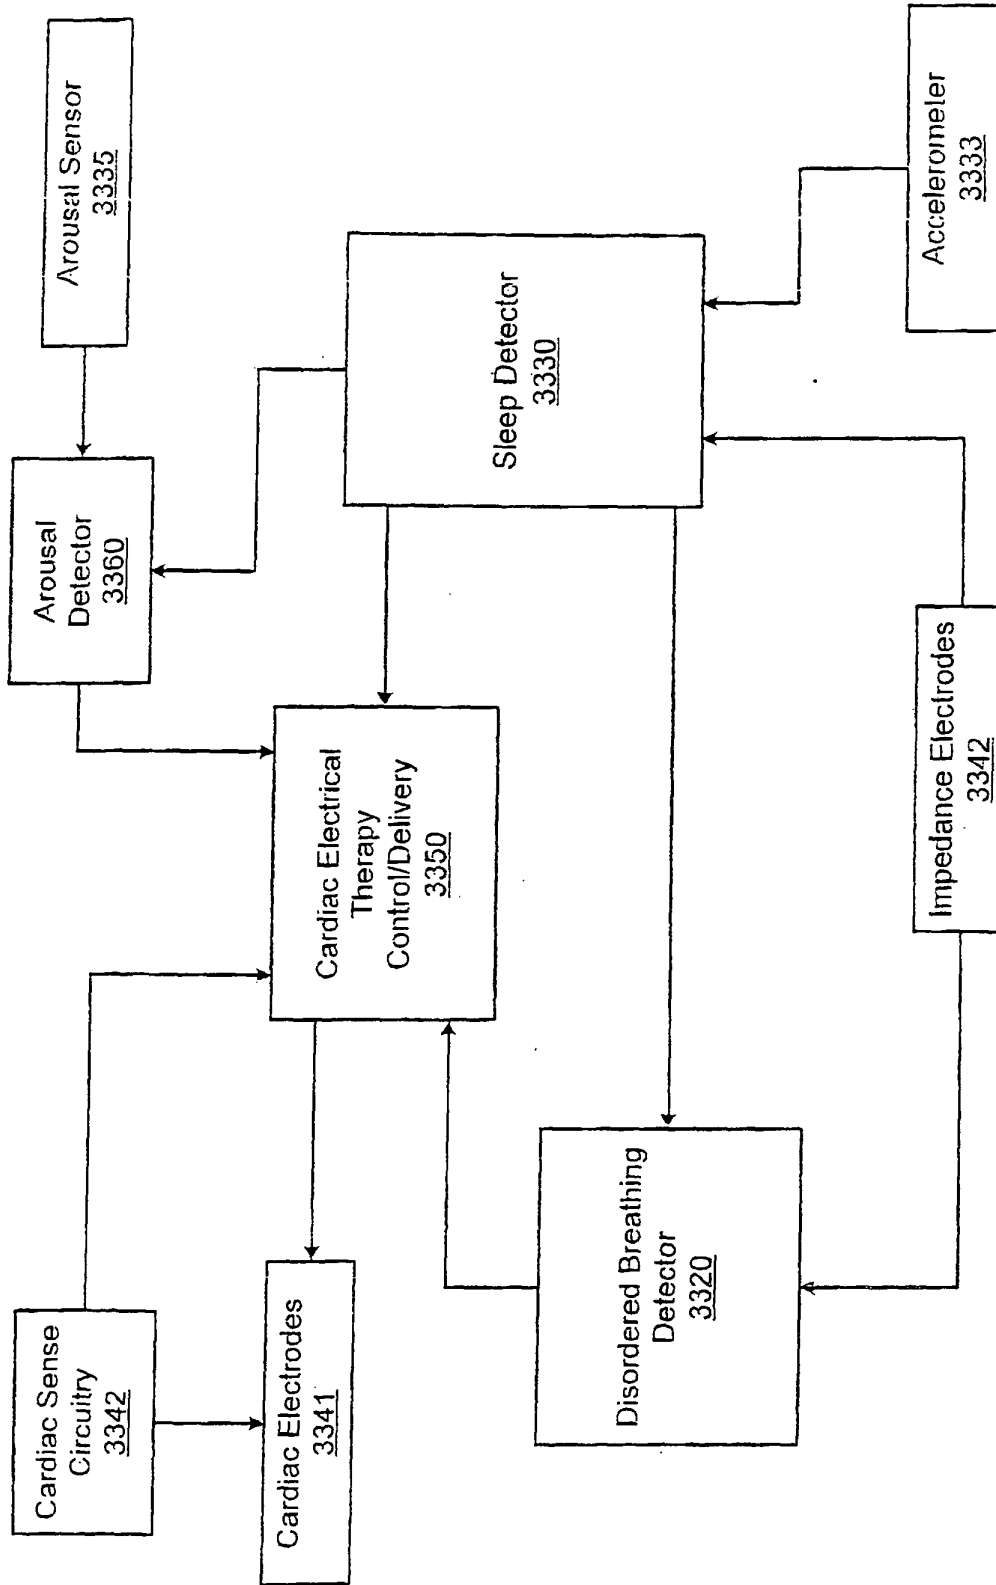 Cardiac Sense
Circuitry
3342
Arousal
Detector
3360
Arousal Sensor
3335
Cardiac Electrodes
3341
Cardiac Electrical
Therapy
Control/Delivery
3350
Sleep Detector
3330
Disordered Breathing
Detector
3320
Impedance Electrodes
3342
Accelerometer
3333